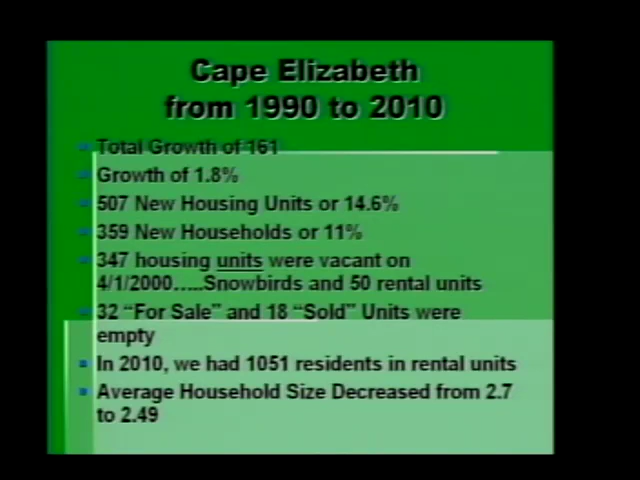 Cape Elizabeth
from 1990 to 2010
Total Growth of 161
Growth of 1.8%
507 New Housing Units or 14.6%
359 New Households or 11%
347 housing units were vacant on
4/1/2000…..Snowbirds and 50 rental units
32 “For Sale” and 18 “Sold” Units were
empty
In 2010, we had 1051 residents in rental units
Average Household Size Decreased from 2.7
to 2.49